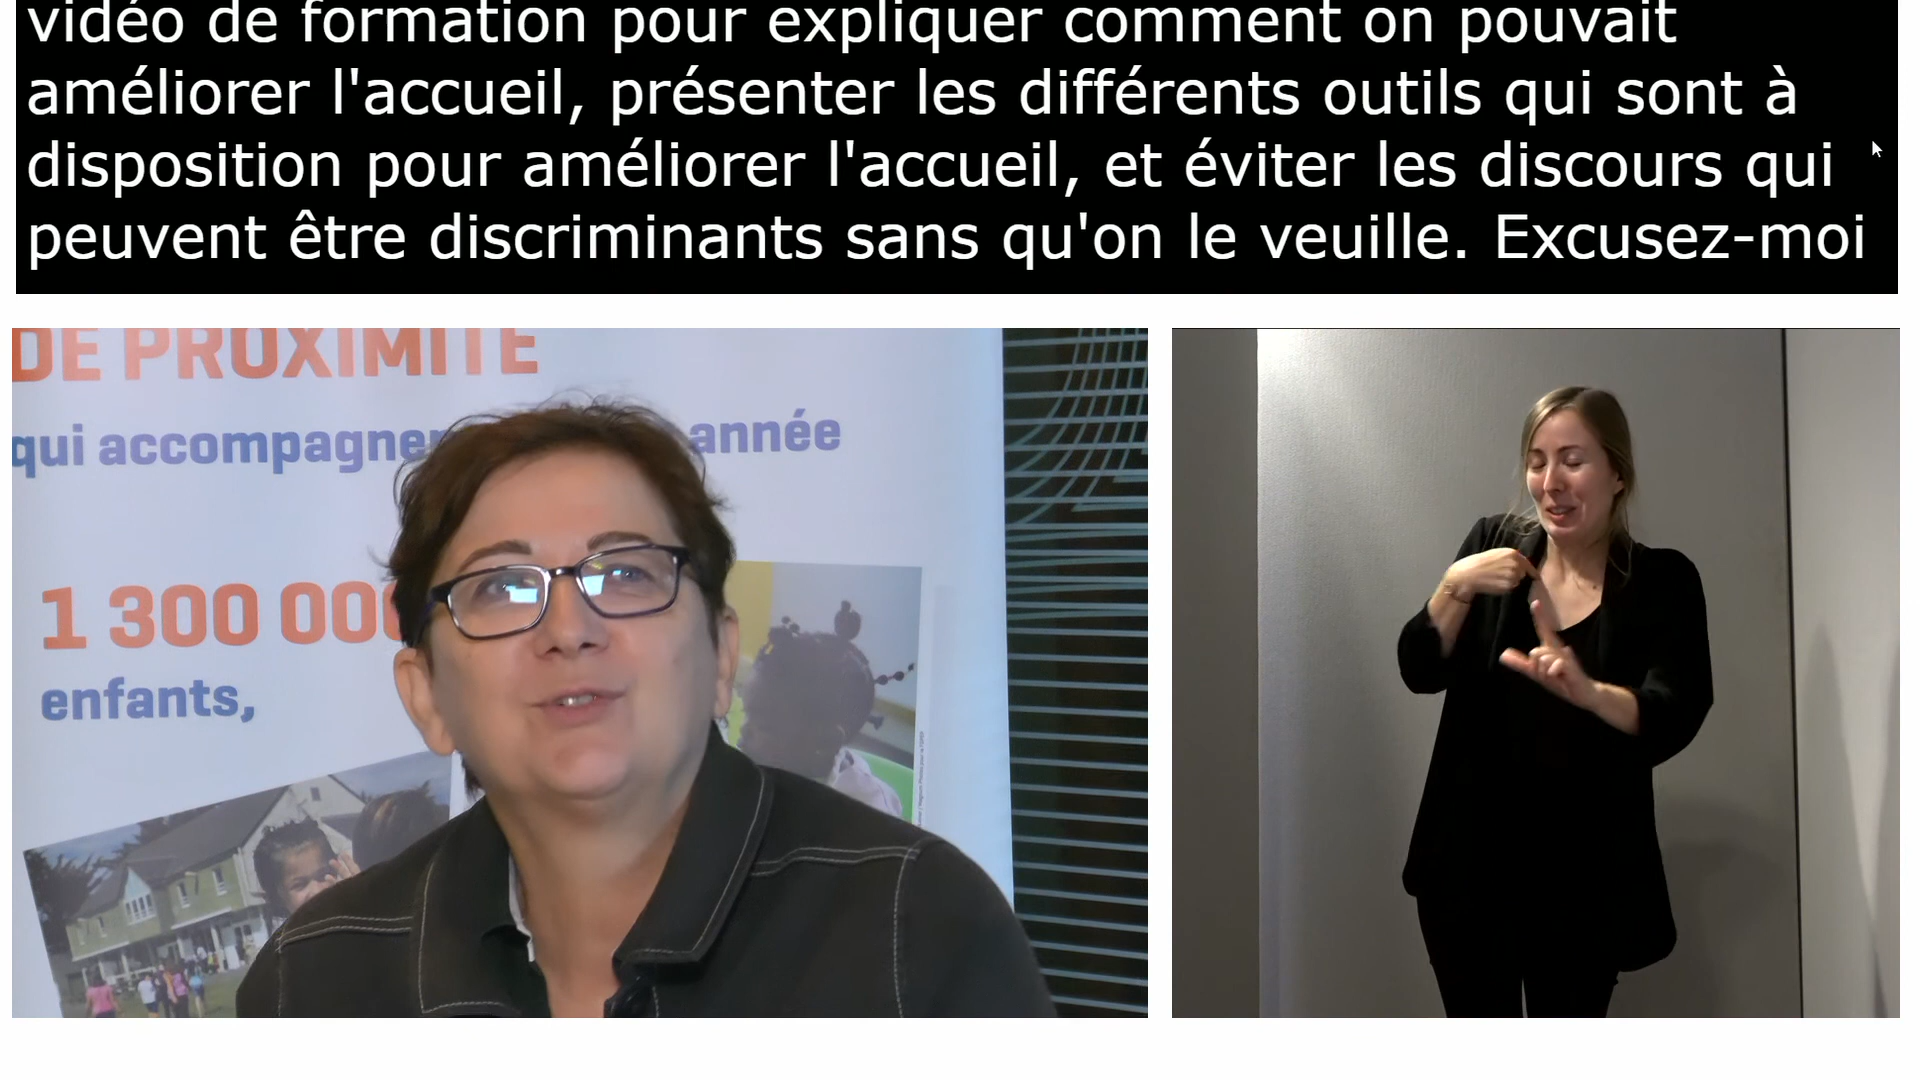 vidéo de formation pour expliquer comment on pouvait
améliorer l'accueil, présenter les différents outils qui sont à
disposition pour améliorer l'accueil, et éviter les discours qui
peuvent être discriminants sans qu'on le veuille. Excusez-moi
DE PROXIMITÉ
qui accompagnen année
1 300 000
enfants,